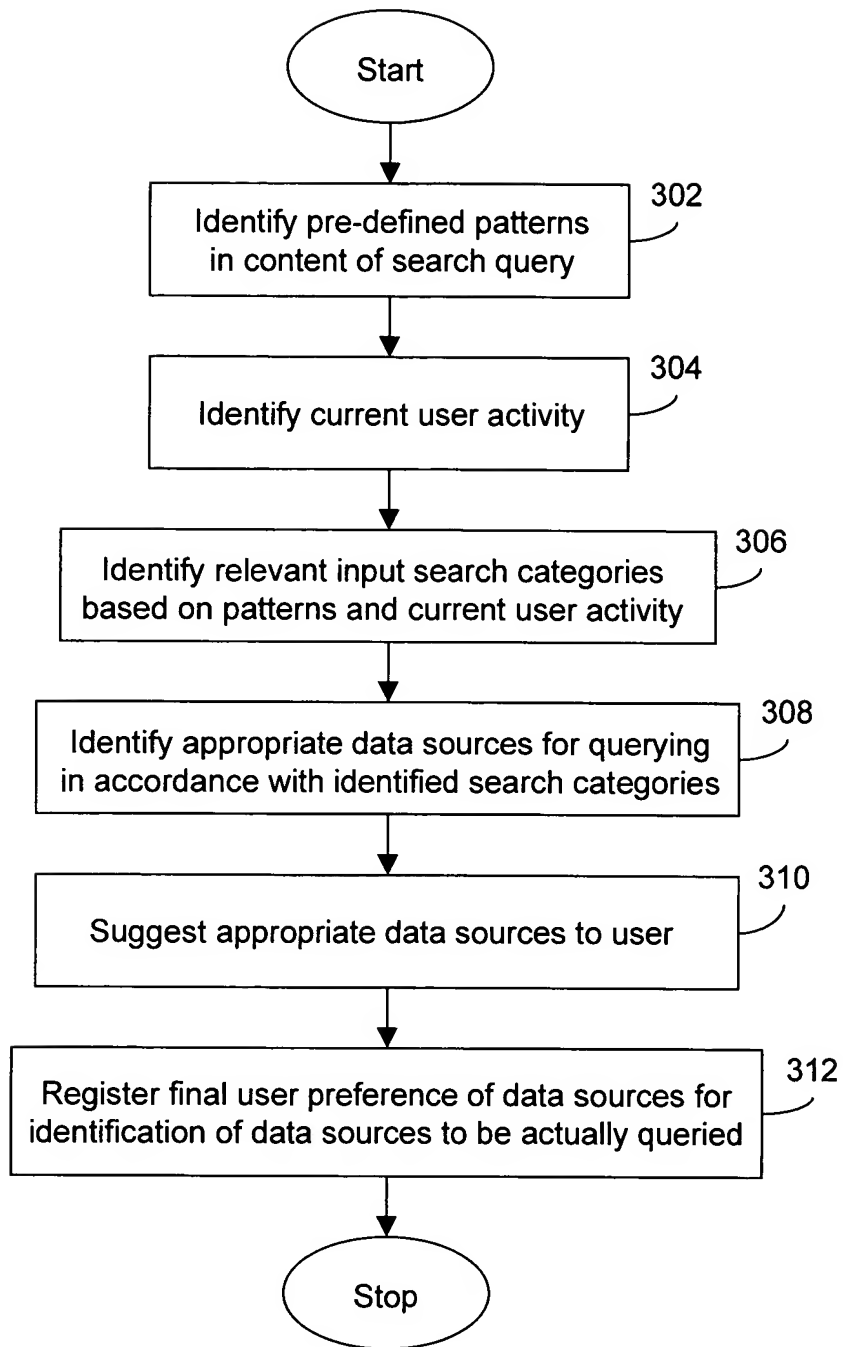 Start
302
Identify pre-defined patterns
in content of search query
304
Identify current user activity
306
Identify relevant input search categories
based on patterns and current user activity
308
Identify appropriate data sources for querying
in accordance with identified search categories
310
Suggest appropriate data sources to user
312
Register final user preference of data sources for
identification of data sources to be actually queried
Stop